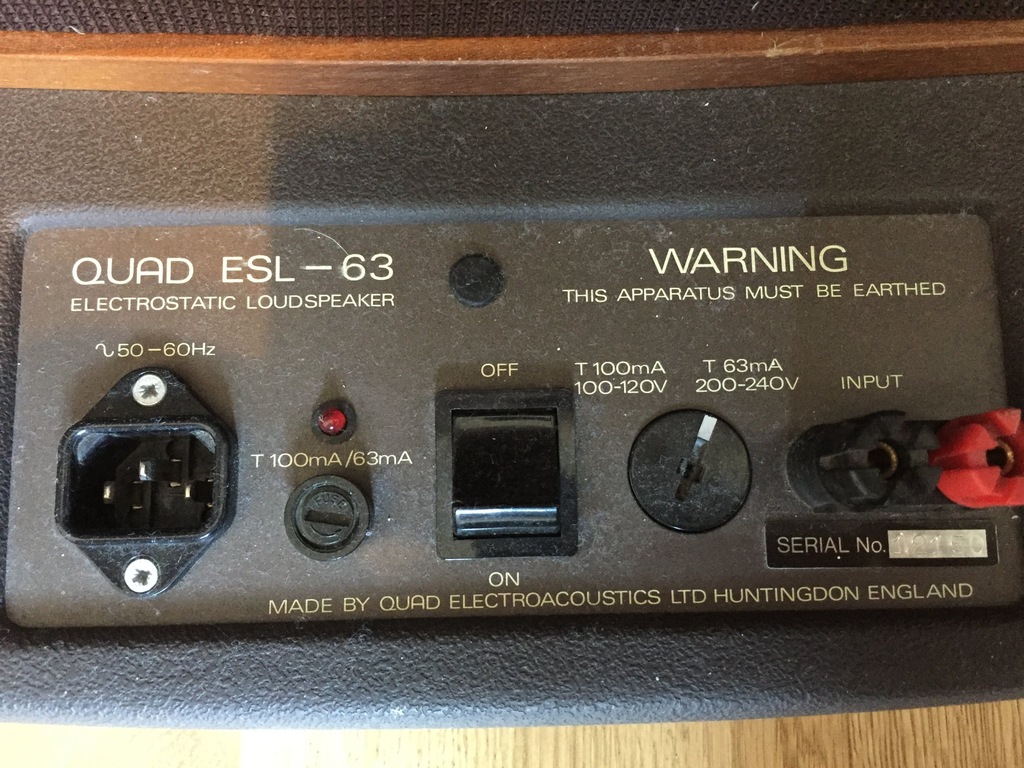 QUAD ESL-63
ELECTROSTATIC LOUDSPEAKER
WARNING
THIS APPARATUS MUST BE EARTHED
∿50-60Hz
OFF
T 100mA
100-120V
T 63mA
200-240V
INPUT
T 100mA/63mA
SERIAL No.
ON
MADE BY QUAD ELECTROACOUSTICS LTD HUNTINGDON ENGLAND